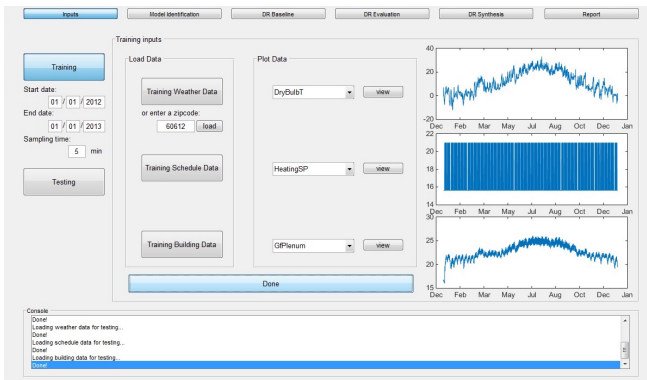 Inputs
Model Identification
DR Baseline
DR Evaluation
DR Synthesis
Report
Training inputs
Training
Start date:
01 / 01 / 2012
End date:
01 / 01 / 2013
Sampling time:
5 min
Testing
Load Data
Training Weather Data
or enter a zipcode:
60612 load
Training Schedule Data
Training Building Data
Plot Data
DryBulbT view
HeatingSP view
GfPlenum view
Done
40
20
0
-20
Dec Feb Mar May Jul Aug Oct Dec Jan
22
20
18
16
14
Dec Feb Mar May Jul Aug Oct Dec Jan
30
25
20
15
Dec Feb Mar May Jul Aug Oct Dec Jan
Console
Done!
Loading weather data for testing...
Done!
Loading schedule data for testing...
Done!
Loading building data for testing...
Done!